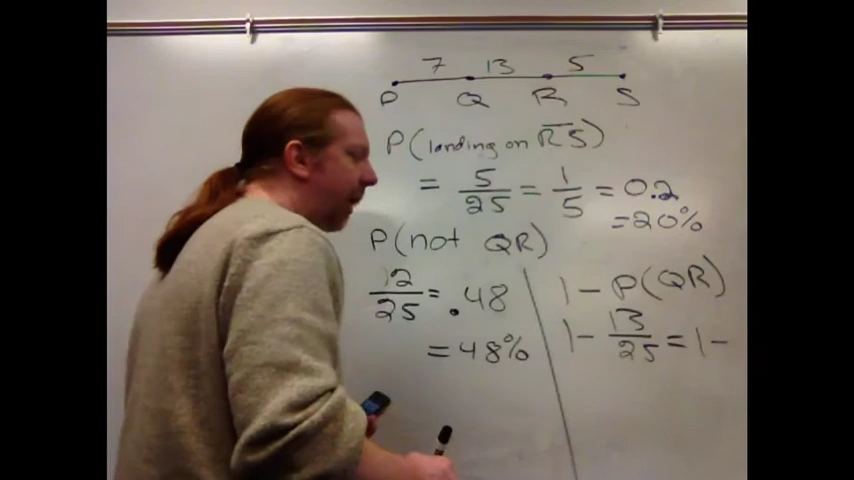 7 13 5
P Q R S
P(landing on R̅S̅)
= 5/25 = 1/5 = 0.2
= 20%
P(not QR)
12/25 = .48
= 48%
1 - P(QR)
1 - 13/25 = 1 -